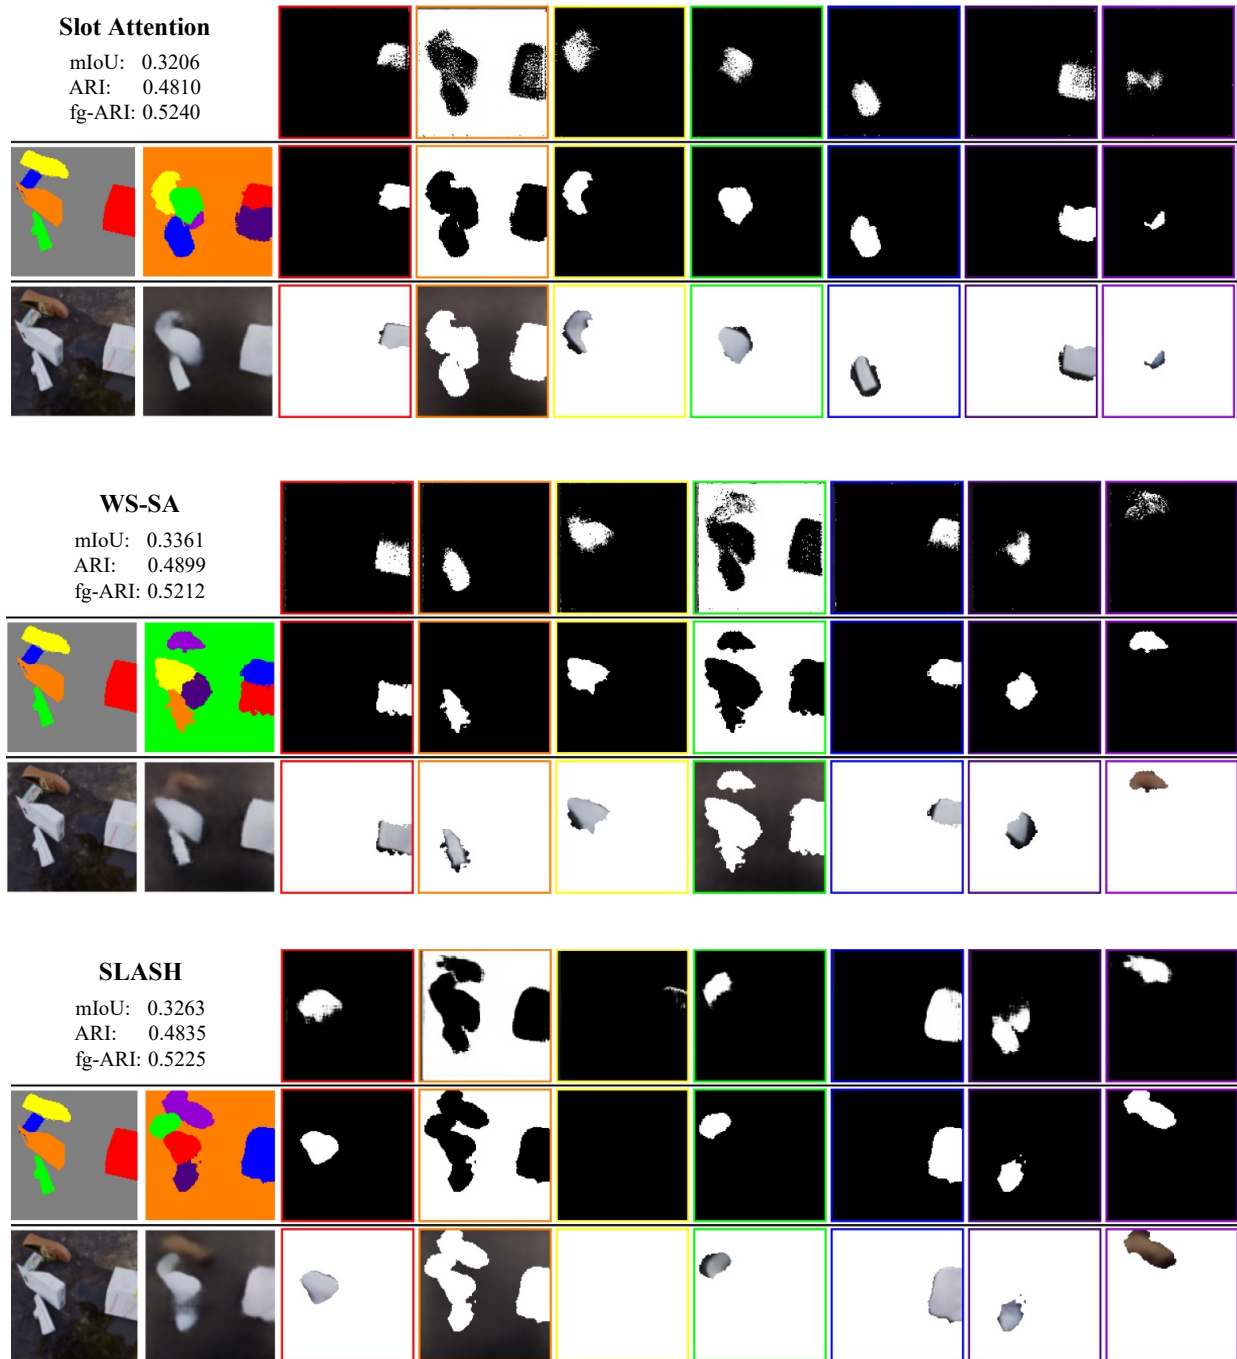 Slot Attention
mIoU: 0.3206
ARI: 0.4810
fg-ARI: 0.5240
WS-SA
mIoU: 0.3361
ARI: 0.4899
fg-ARI: 0.5212
SLASH
mIoU: 0.3263
ARI: 0.4835
fg-ARI: 0.5225